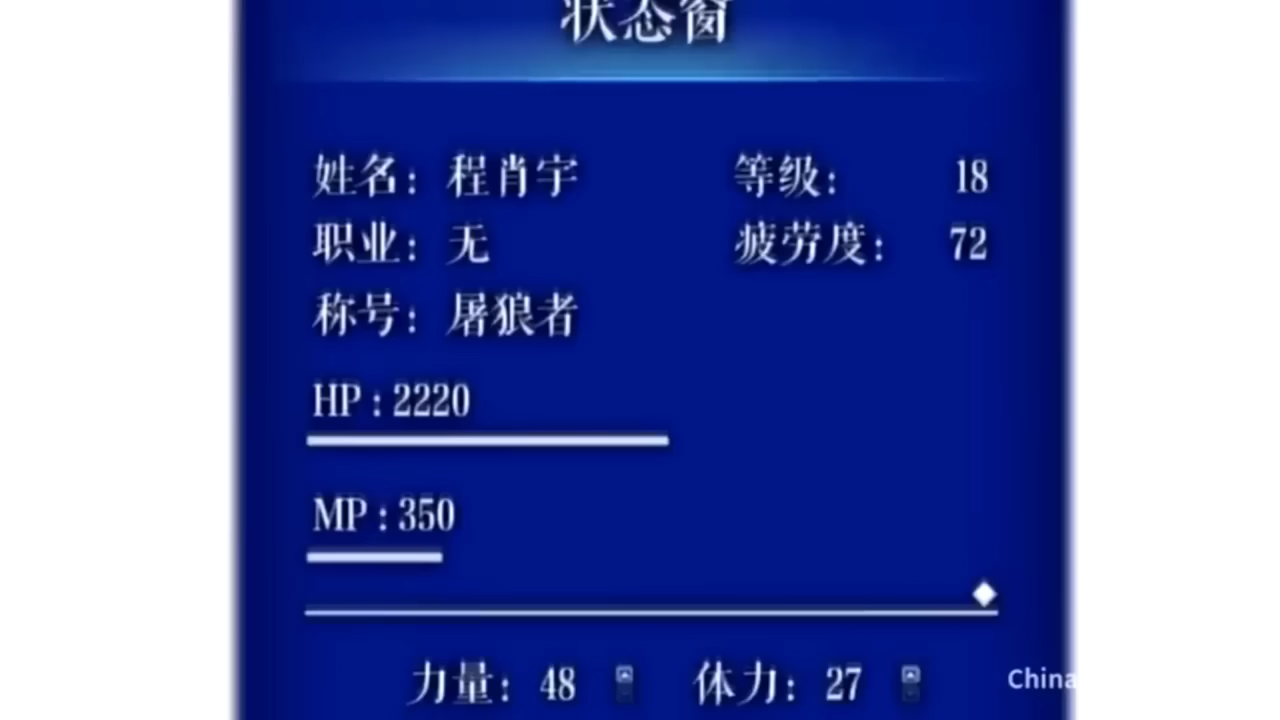 状态窗
姓名：程肖宇 等级： 18
职业：无 疲劳度： 72
称号：屠狼者
HP : 2220
MP : 350
力量： 48 体力： 27
China